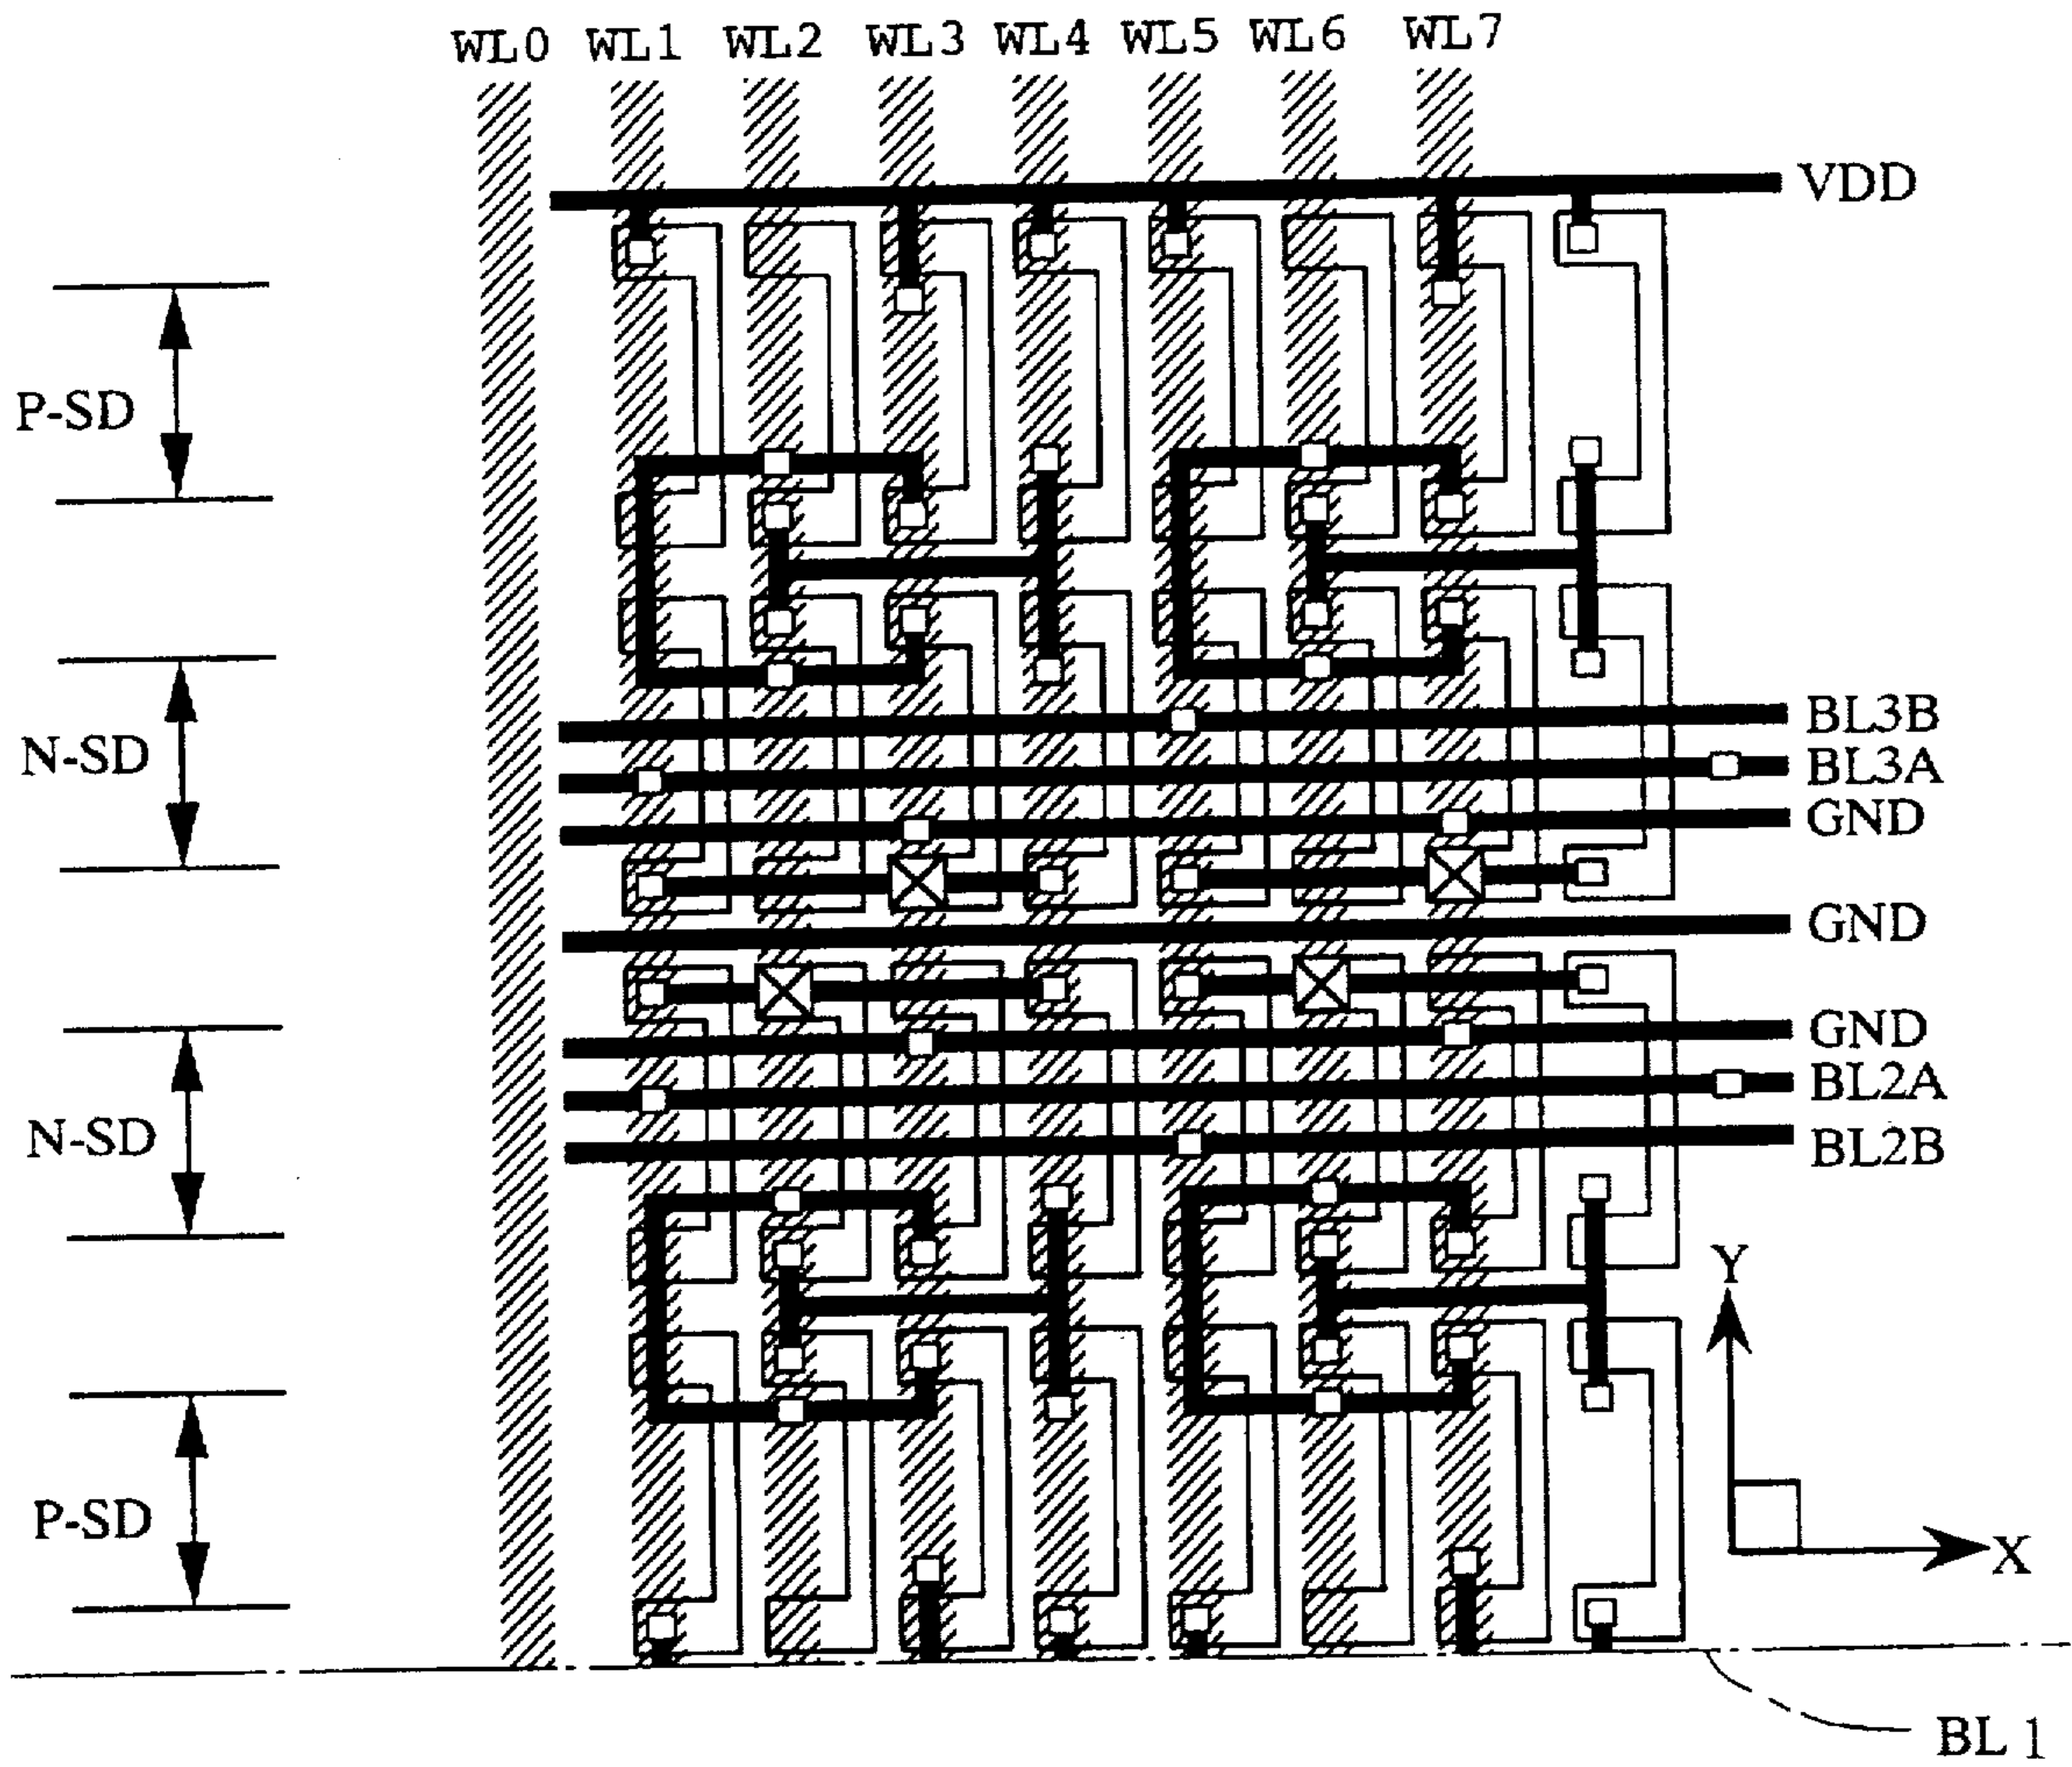 WL0 WL1 WL2 WL3 WL4 WL5 WL6 WL7
VDD
P-SD
BL3B
N-SD
BL3A
GND
GND
GND
BL2A
N-SD
BL2B
Y
P-SD
X
BL1